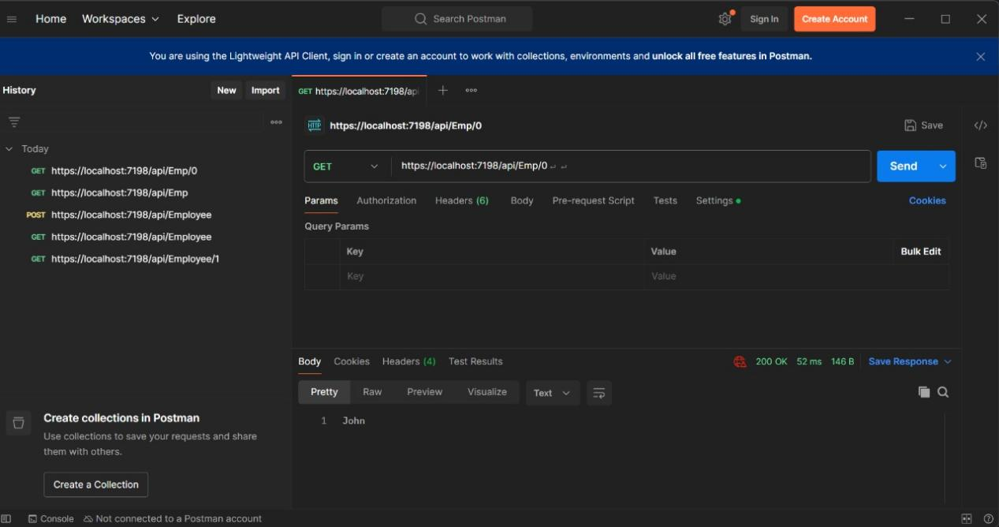 Home Workspaces Explore Search Postman Sign In Create Account
You are using the Lightweight API Client, sign in or create an account to work with collections, environments and unlock all free features in Postman.
History New Import
GET https://localhost:7198/api
HTTP https://localhost:7198/api/Emp/0 Save </>
Today
GET https://localhost:7198/api/Emp/0
GET https://localhost:7198/api/Emp
POST https://localhost:7198/api/Employee
GET https://localhost:7198/api/Employee
GET https://localhost:7198/api/Employee/1
GET https://localhost:7198/api/Emp/0 Send
Params Authorization Headers (6) Body Pre-request Script Tests Settings Cookies
Query Params
Key Value Bulk Edit
Key Value
Body Cookies Headers (4) Test Results 200 OK 52 ms 146 B Save Response
Pretty Raw Preview Visualize Text
1 John
Create collections in Postman
Use collections to save your requests and share
them with others.
Create a Collection
Console Not connected to a Postman account